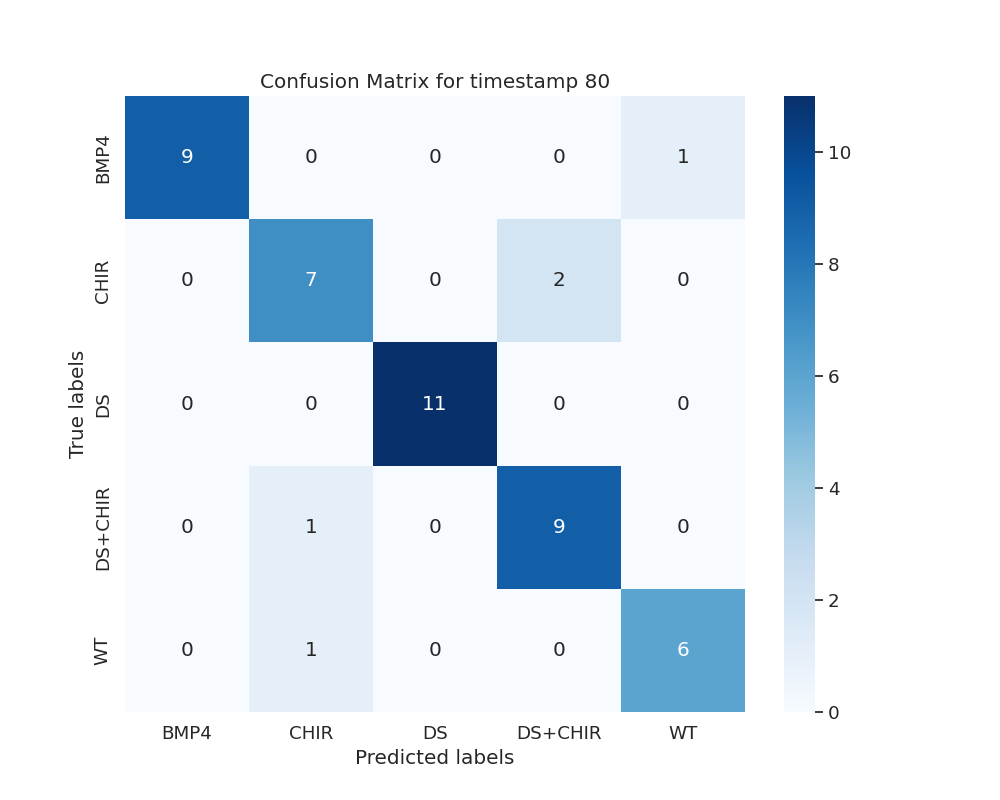 Confusion Matrix for timestamp 80
True labels
BMP4 9 0 0 0 1
CHIR 0 7 0 2 0
DS 0 0 11 0 0
DS+CHIR 0 1 0 9 0
WT 0 1 0 0 6
BMP4 CHIR DS DS+CHIR WT
Predicted labels
10
8
6
4
2
0